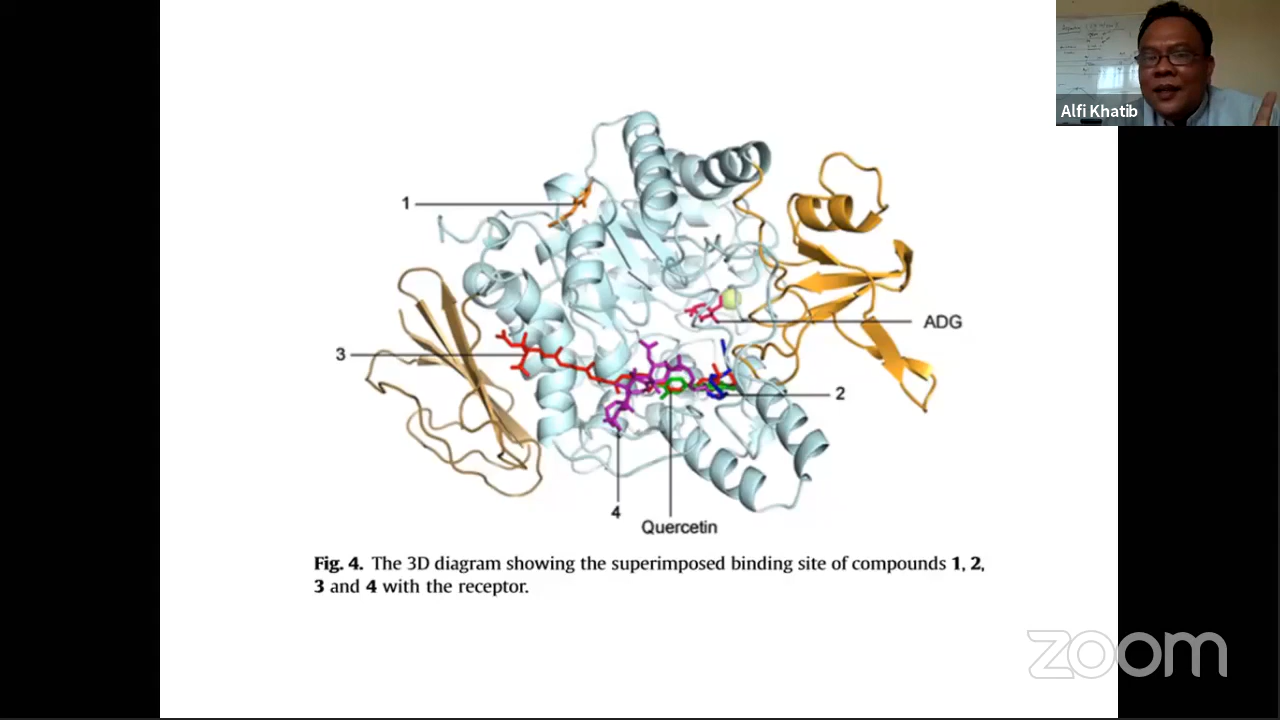 Alfi Khatib
1
3
ADG
2
4
Quercetin
Fig. 4. The 3D diagram showing the superimposed binding site of compounds 1, 2,
3 and 4 with the receptor.
zoom